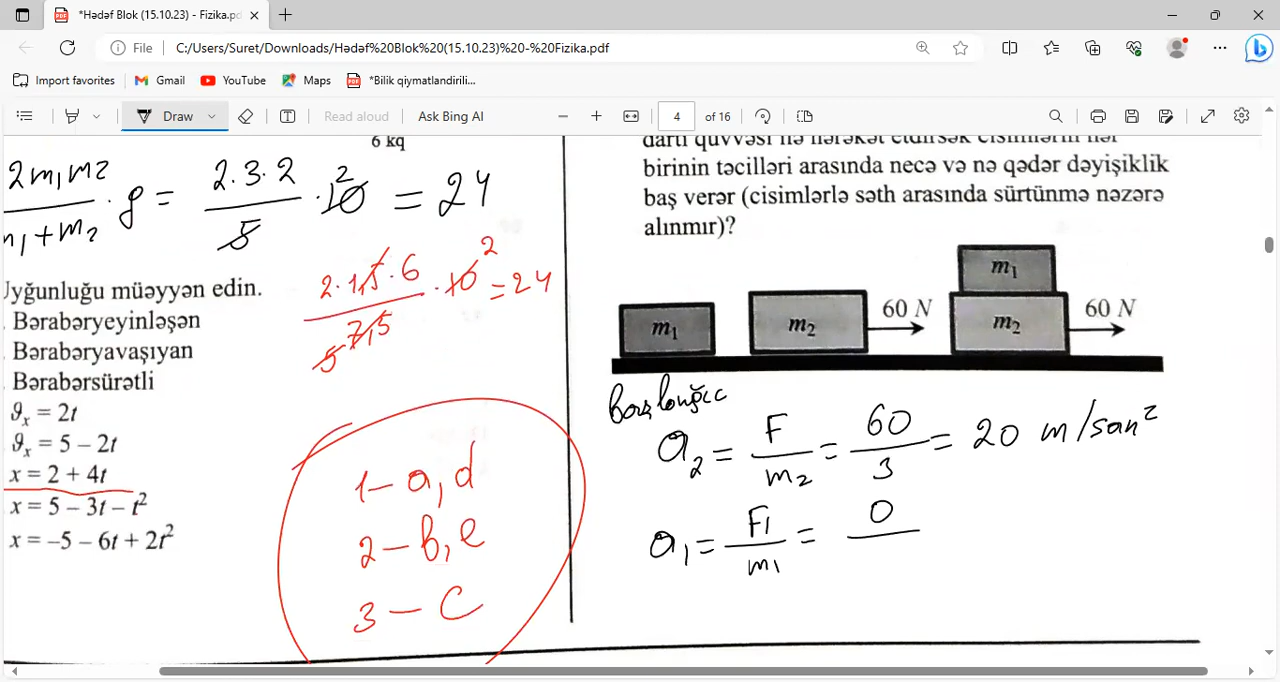 *Hədəf Blok (15.10.23) - Fizika.pd
File C:/Users/Suret/Downloads/Hədəf%20Blok%20(15.10.23)%20-%20Fizika.pdf
Import favorites Gmail YouTube Maps *Bilik qiymatlandirili...
Draw Read aloud Ask Bing AI 4 of 16
6 kq
2m₁m2
m₁+m₂ · g = 2·3·2 / 5 · 10 2 = 24
2·1,5·6 / 7,5 5 · 10 2 = 24
Uyğunluğu müəyyən edin.
. Bərabəryeyinləşən
. Bərabəryavaşıyan
. Bərabərsürətli
ϑₓ = 2t
ϑₓ = 5 – 2t
x = 2 + 4t
x = 5 – 3t – t²
x = –5 – 6t + 2t²
1 – a, d
2 – b, e
3 – c
birinin təcilləri arasında necə və nə qədər dəyişiklik
baş verər (cisimlərlə səth arasında sürtünmə nəzərə
alınmır)?
m₁ m₂ 60 N m₁ m₂ 60 N
başlanğıc
a₂ = F / m₂ = 60 / 3 = 20 m/san²
a₁ = F₁ / m₁ = 0